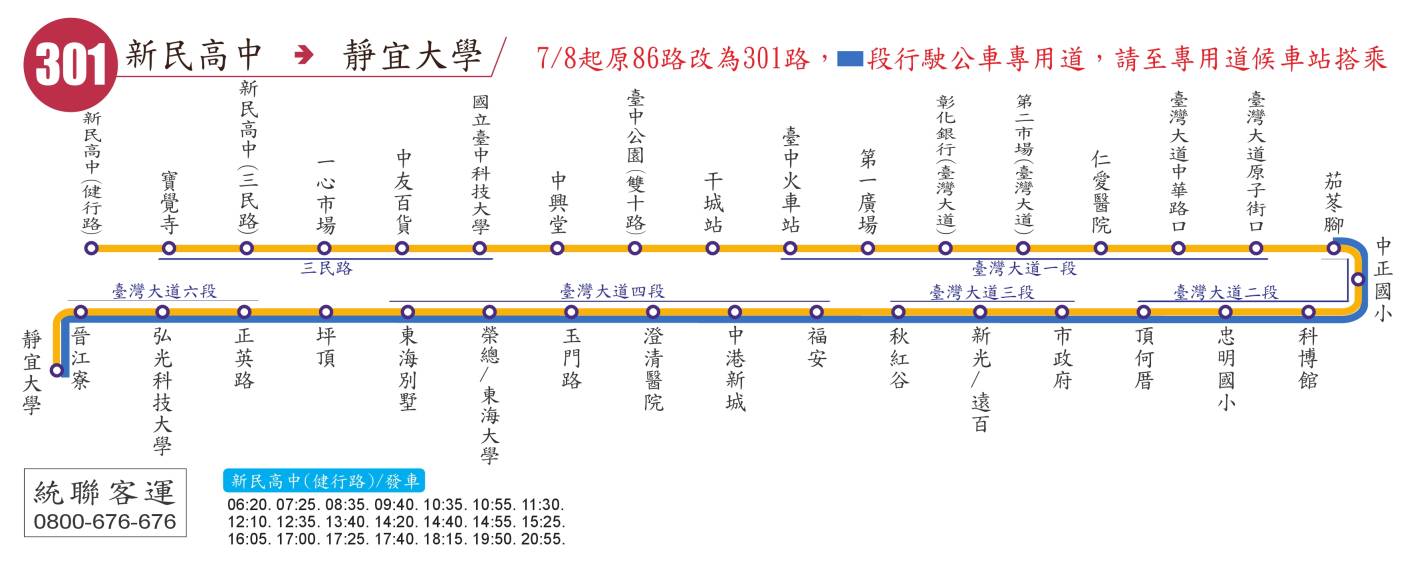 301
新民高中 → 靜宜大學
7/8起原86路改為301路，段行駛公車專用道，請至專用道候車站搭乘
新民高中(健行路)
寶覺寺
新民高中(三民路)
一心市場
中友百貨
國立臺中科技大學
中興堂
臺中公園(雙十路)
干城站
臺中火車站
第一廣場
彰化銀行(臺灣大道)
第二市場(臺灣大道)
仁愛醫院
臺灣大道中華路口
臺灣大道原子街口
茄苳腳
中正國小
三民路
臺灣大道一段
臺灣大道六段
臺灣大道四段
臺灣大道三段
臺灣大道二段
靜宜大學
晉江寮
弘光科技大學
正英路
坪頂
東海別墅
榮總/東海大學
玉門路
澄清醫院
中港新城
福安
秋紅谷
新光/遠百
市政府
頂何厝
忠明國小
科博館
統聯客運
0800-676-676
新民高中(健行路)/發車
06:20. 07:25. 08:35. 09:40. 10:35. 10:55. 11:30.
12:10. 12:35. 13:40. 14:20. 14:40. 14:55. 15:25.
16:05. 17:00. 17:25. 17:40. 18:15. 19:50. 20:55.